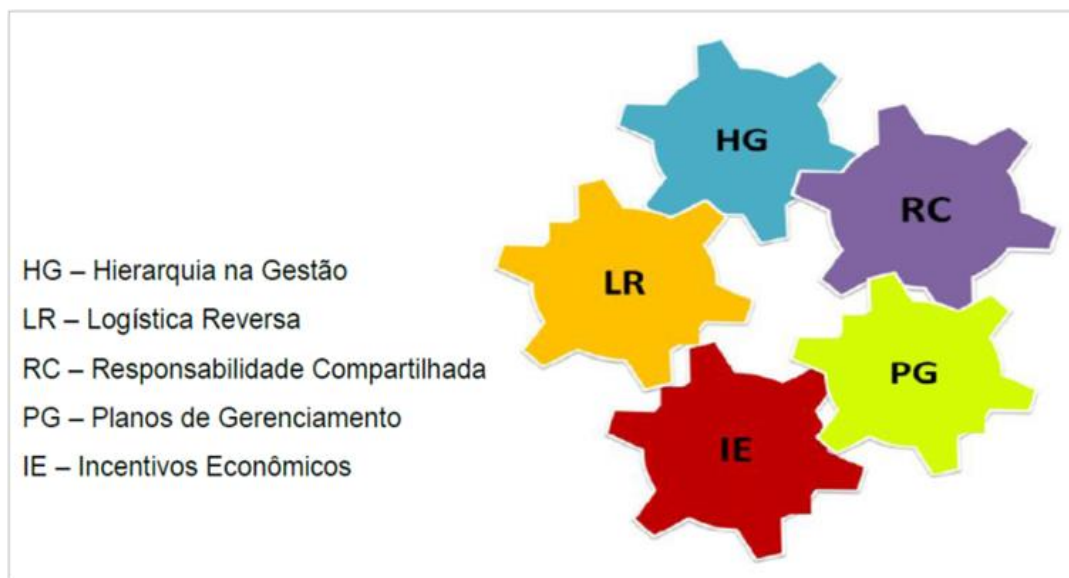 HG – Hierarquia na Gestão
LR – Logística Reversa
RC – Responsabilidade Compartilhada
PG – Planos de Gerenciamento
IE – Incentivos Econômicos
HG
RC
LR
PG
IE